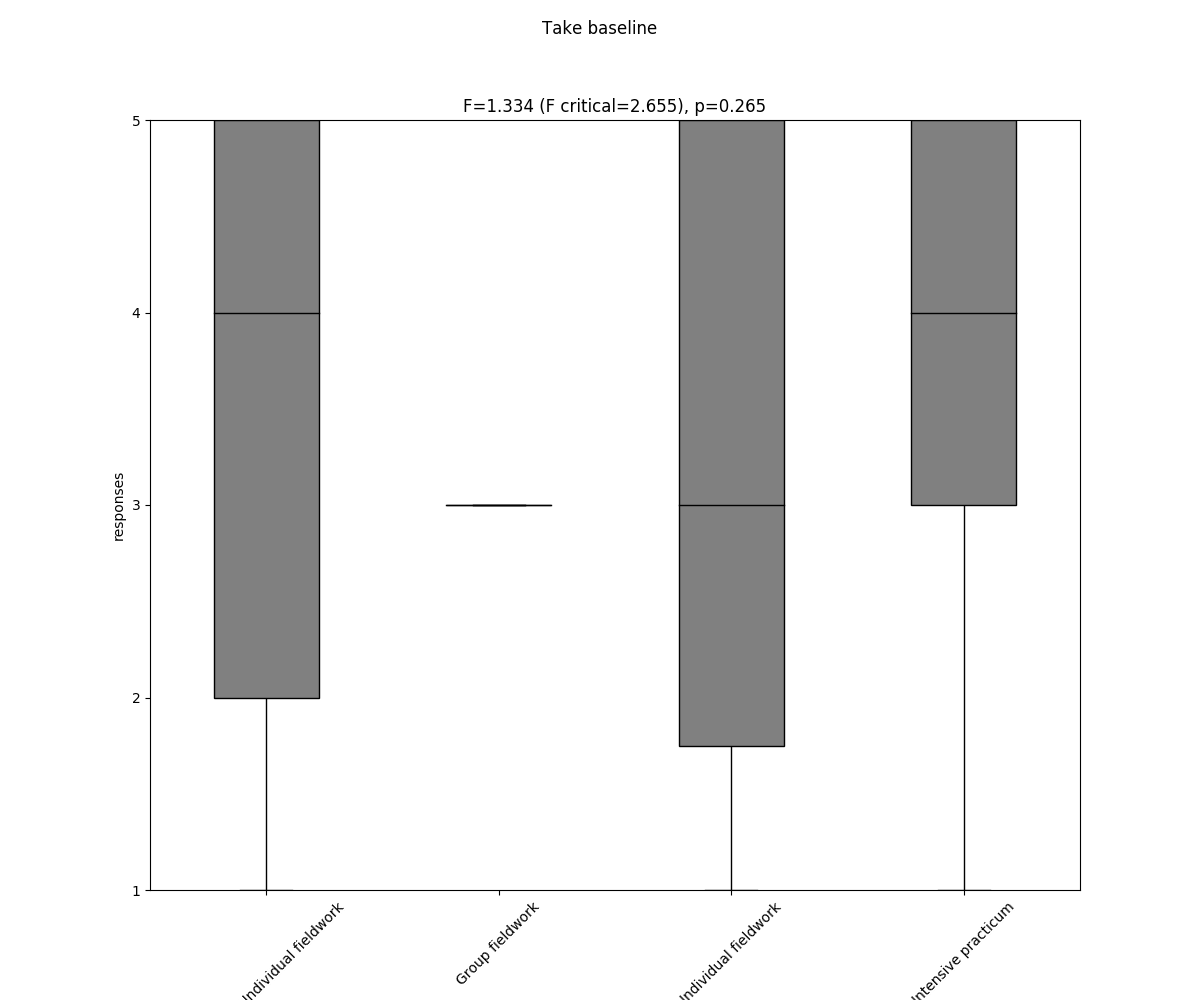 Take baseline
F=1.334 (F critical=2.655), p=0.265
5
4
3
2
1
responses
Individual fieldwork
Group fieldwork
Individual fieldwork
Intensive practicum